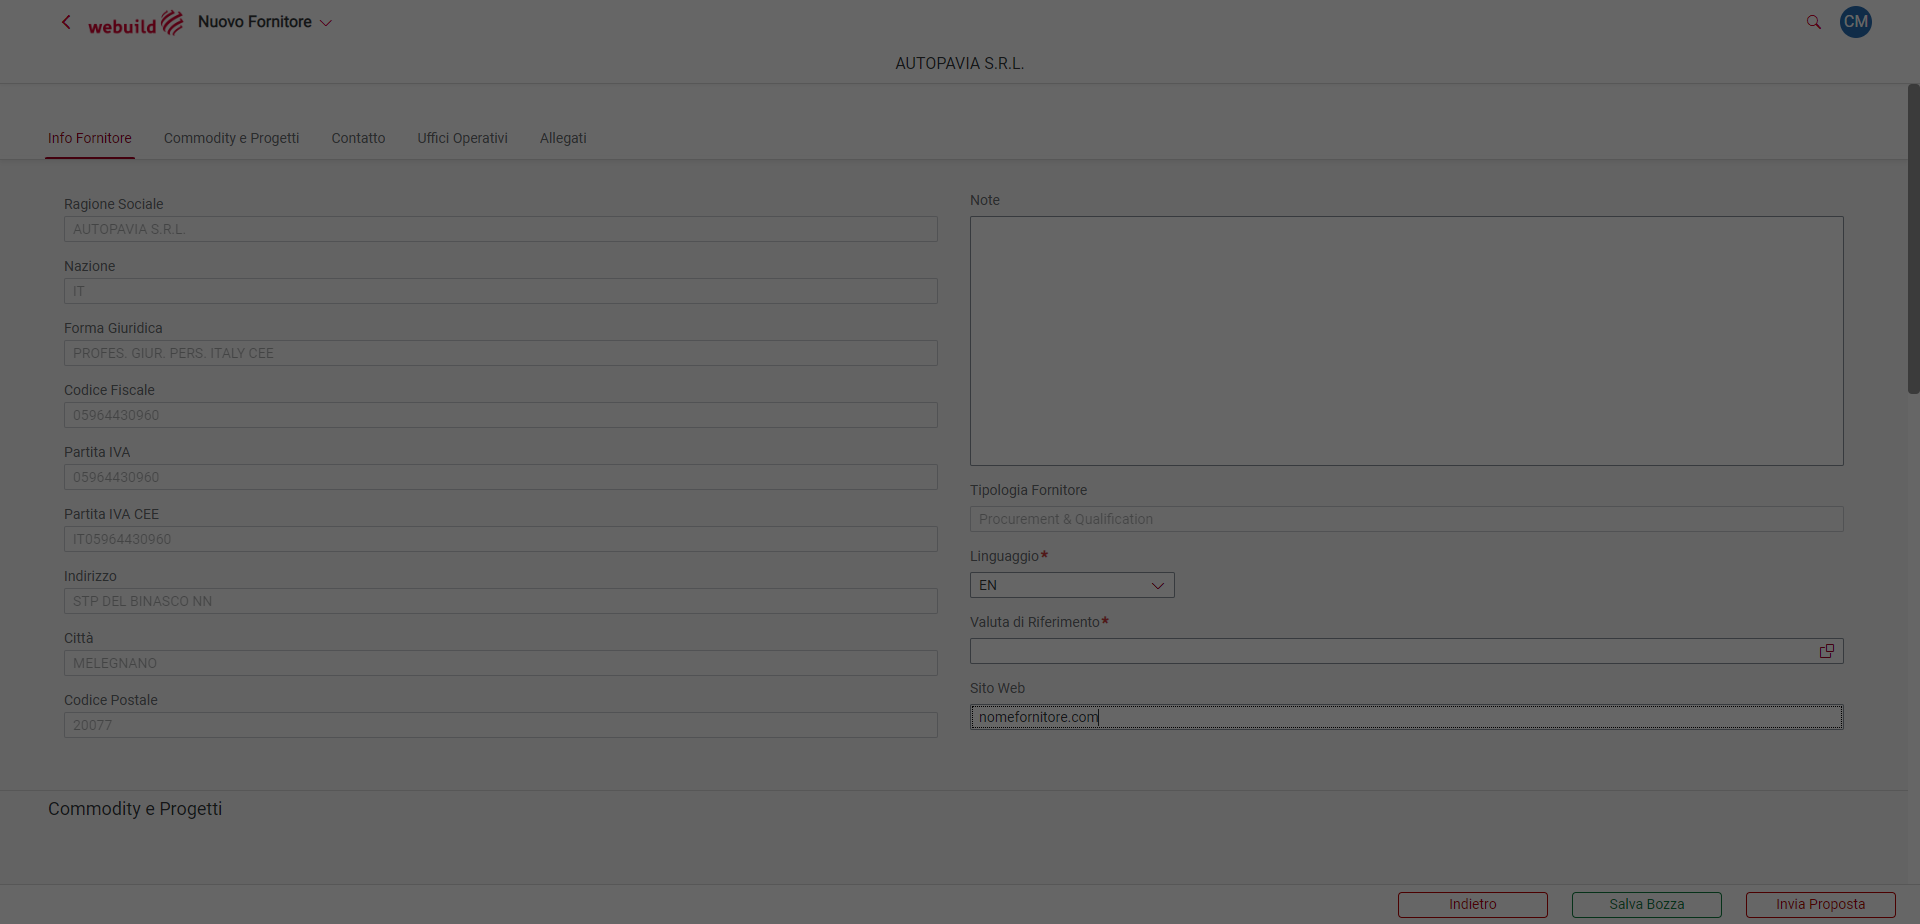 webuild Nuovo Fornitore
CM
AUTOPAVIA S.R.L.
Info Fornitore Commodity e Progetti Contatto Uffici Operativi Allegati
Ragione Sociale
AUTOPAVIA S.R.L.
Nazione
IT
Forma Giuridica
PROFES. GIUR. PERS. ITALY CEE
Codice Fiscale
05964430960
Partita IVA
05964430960
Partita IVA CEE
IT05964430960
Indirizzo
STP DEL BINASCO NN
Città
MELEGNANO
Codice Postale
20077
Note
Tipologia Fornitore
Procurement & Qualification
Linguaggio*
EN
Valuta di Riferimento*
Sito Web
nomefornitore.com
Commodity e Progetti
Indietro Salva Bozza Invia Proposta